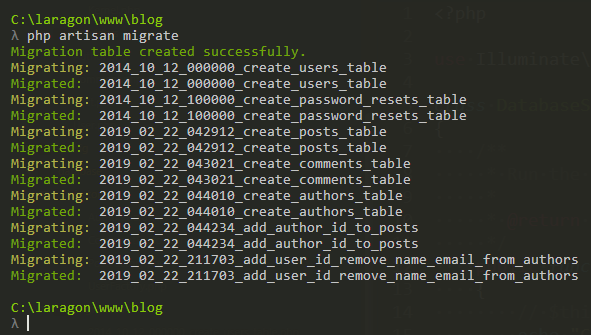 C:\laragon\www\blog
λ php artisan migrate
Migration table created successfully.
Migrating: 2014_10_12_000000_create_users_table
Migrated:  2014_10_12_000000_create_users_table
Migrating: 2014_10_12_100000_create_password_resets_table
Migrated:  2014_10_12_100000_create_password_resets_table
Migrating: 2019_02_22_042912_create_posts_table
Migrated:  2019_02_22_042912_create_posts_table
Migrating: 2019_02_22_043021_create_comments_table
Migrated:  2019_02_22_043021_create_comments_table
Migrating: 2019_02_22_044010_create_authors_table
Migrated:  2019_02_22_044010_create_authors_table
Migrating: 2019_02_22_044234_add_author_id_to_posts
Migrated:  2019_02_22_044234_add_author_id_to_posts
Migrating: 2019_02_22_211703_add_user_id_remove_name_email_from_authors
Migrated:  2019_02_22_211703_add_user_id_remove_name_email_from_authors
C:\laragon\www\blog
λ
<?php